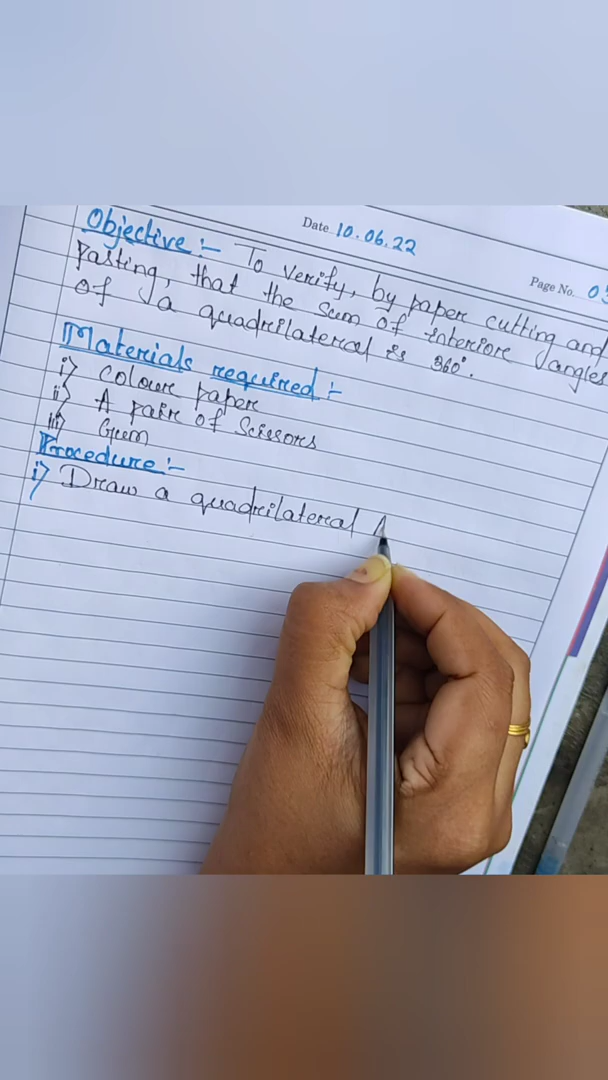 Date 10.06.22
Page No. 0
Objective :- To verify, by paper cutting and
Pasting, that the sum of interior angles
of a quadrilateral is 360°.
Materials required :-
i) Colour paper
ii) A pair of Scissors
iii) Gum
Procedure :-
i) Draw a quadrilateral A